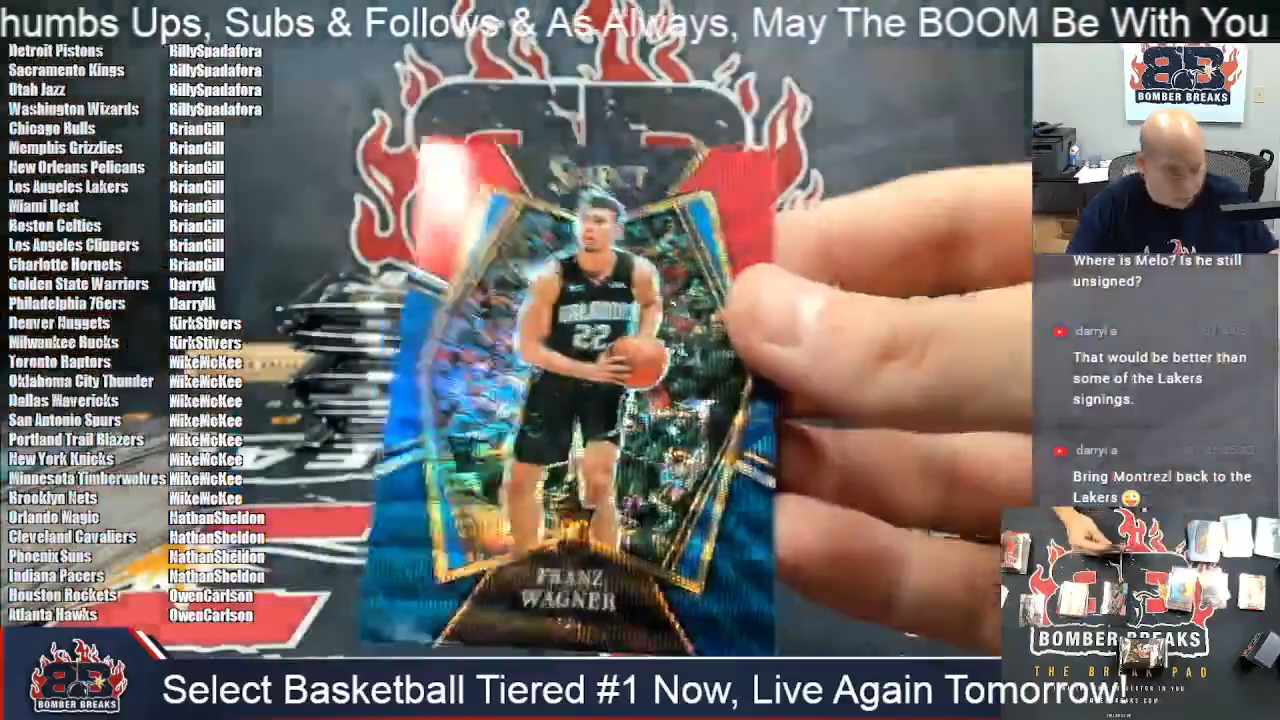 humbs Ups, Subs & Follows & As Always, May The BOOM Be With You
Detroit Pistons BillySpadafora
Sacramento Kings BillySpadafora
Utah Jazz BillySpadafora
Washington Wizards BillySpadafora
Chicago Bulls BrianGill
Memphis Grizzlies BrianGill
New Orleans Pelicans BrianGill
Los Angeles Lakers BrianGill
Miami Heat BrianGill
Boston Celtics BrianGill
Los Angeles Clippers BrianGill
Charlotte Hornets BrianGill
Golden State Warriors DarrylA
Philadelphia 76ers DarrylA
Denver Nuggets KirkStivers
Milwaukee Bucks KirkStivers
Toronto Raptors MikeMcKee
Oklahoma City Thunder MikeMcKee
Dallas Mavericks MikeMcKee
San Antonio Spurs MikeMcKee
Portland Trail Blazers MikeMcKee
New York Knicks MikeMcKee
Minnesota Timberwolves MikeMcKee
Brooklyn Nets MikeMcKee
Orlando Magic NathanSheldon
Cleveland Cavaliers NathanSheldon
Phoenix Suns NathanSheldon
Indiana Pacers NathanSheldon
Houston Rockets OwenCarlson
Atlanta Hawks OwenCarlson
SELECT
ORLANDO
22
FRANZ
WAGNER
BOMBER BREAKS
Where is Melo? Is he still
unsigned?
darryl a
That would be better than
some of the Lakers
signings.
darryl a
Bring Montrezl back to the
Lakers 😜
BOMBER BREAKS
THE BREAK PAD
BOMBER BREAKS
Select Basketball Tiered #1 Now, Live Again Tomorrow!